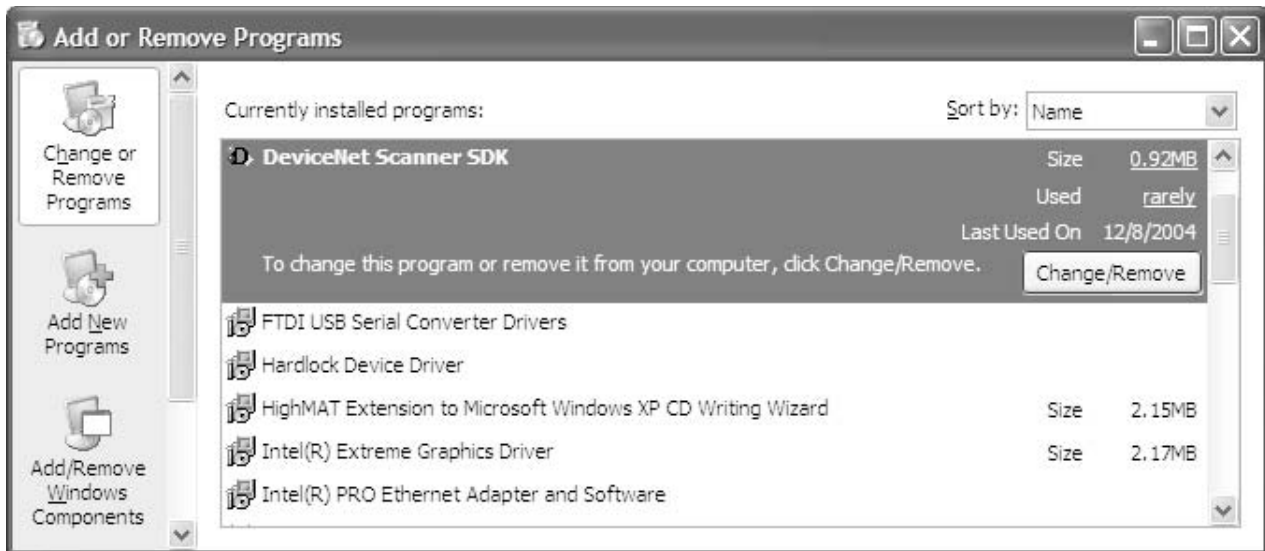 Add or Remove Programs
Change or
Remove
Programs
Add New
Programs
Add/Remove
Windows
Components
Currently installed programs:
Sort by: Name
DeviceNet Scanner SDK
Size 0.92MB
Used rarely
Last Used On 12/8/2004
To change this program or remove it from your computer, click Change/Remove.
Change/Remove
FTDI USB Serial Converter Drivers
Hardlock Device Driver
HighMAT Extension to Microsoft Windows XP CD Writing Wizard Size 2.15MB
Intel(R) Extreme Graphics Driver Size 2.17MB
Intel(R) PRO Ethernet Adapter and Software